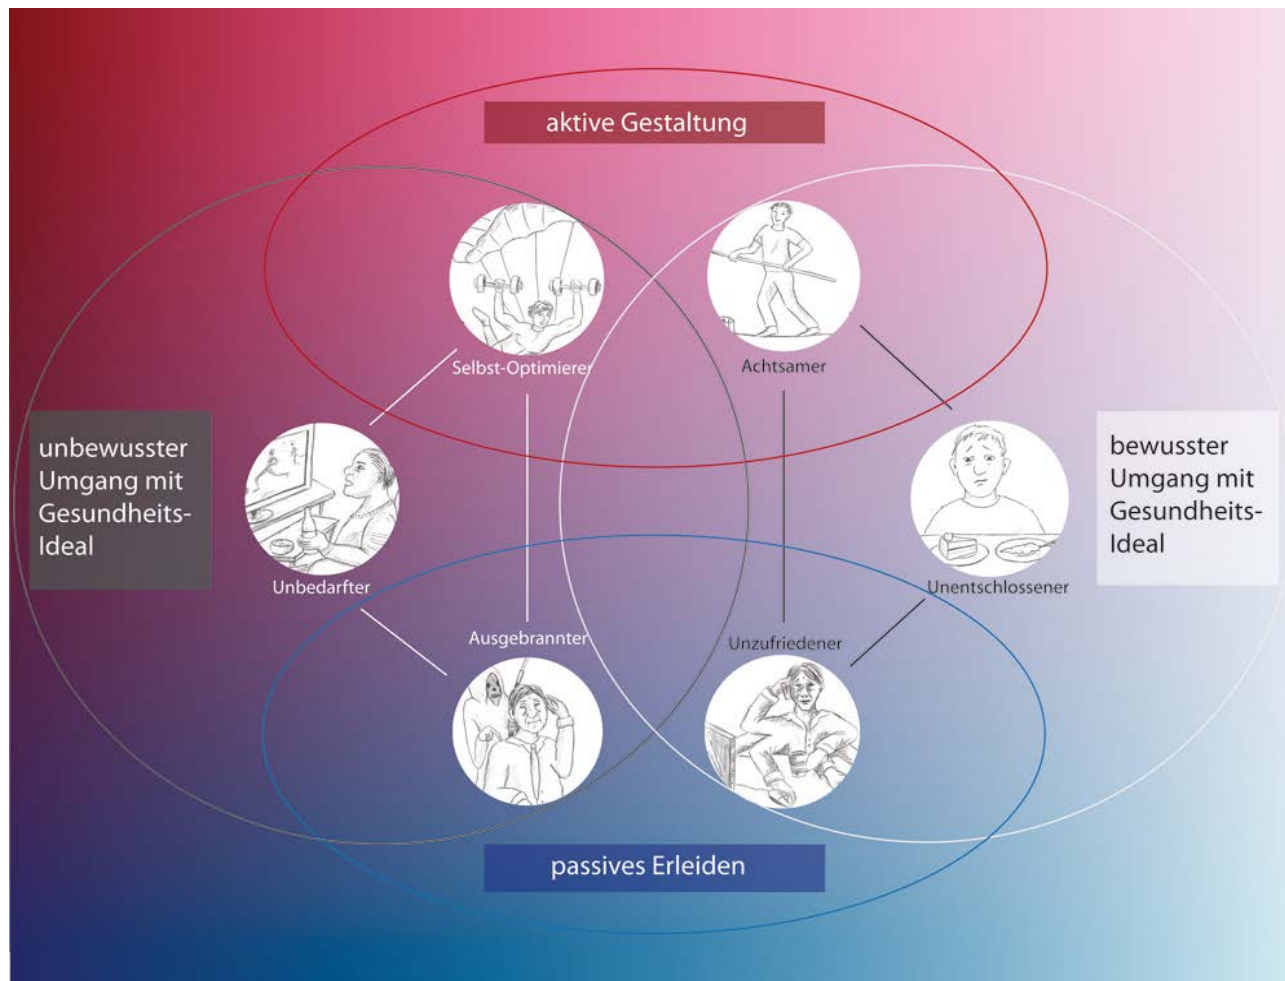 aktive Gestaltung
Selbst-Optimierer
Achtsamer
unbewusster
Umgang mit
Gesundheits-
Ideal
bewusster
Umgang mit
Gesundheits-
Ideal
Unbedarfter
Unentschlossener
Ausgebrannter
Unzufriedener
passives Erleiden